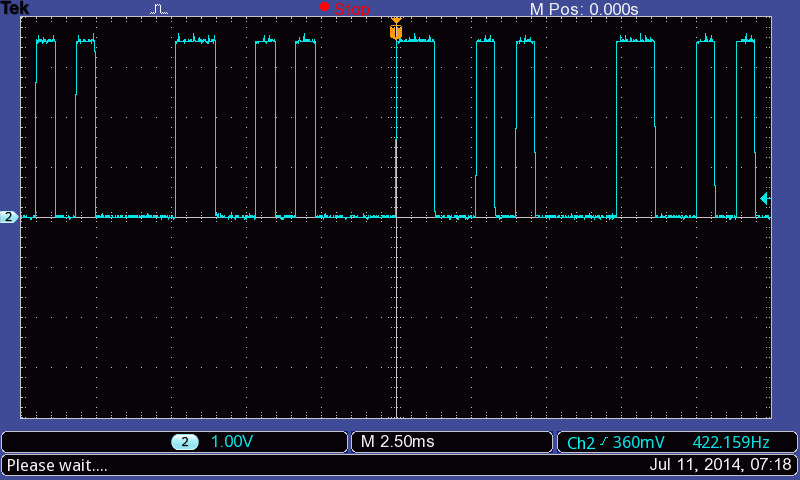 Tek Stop M Pos: 0.000s
T
2
2 1.00V M 2.50ms Ch2 360mV 422.159Hz
Please wait.... Jul 11, 2014, 07:18